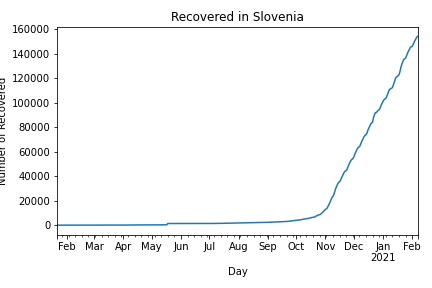 Recovered in Slovenia
160000
140000
120000
100000
80000
60000
40000
20000
0
Number of Recovered
Feb Mar Apr May Jun Jul Aug Sep Oct Nov Dec Jan Feb
2021
Day